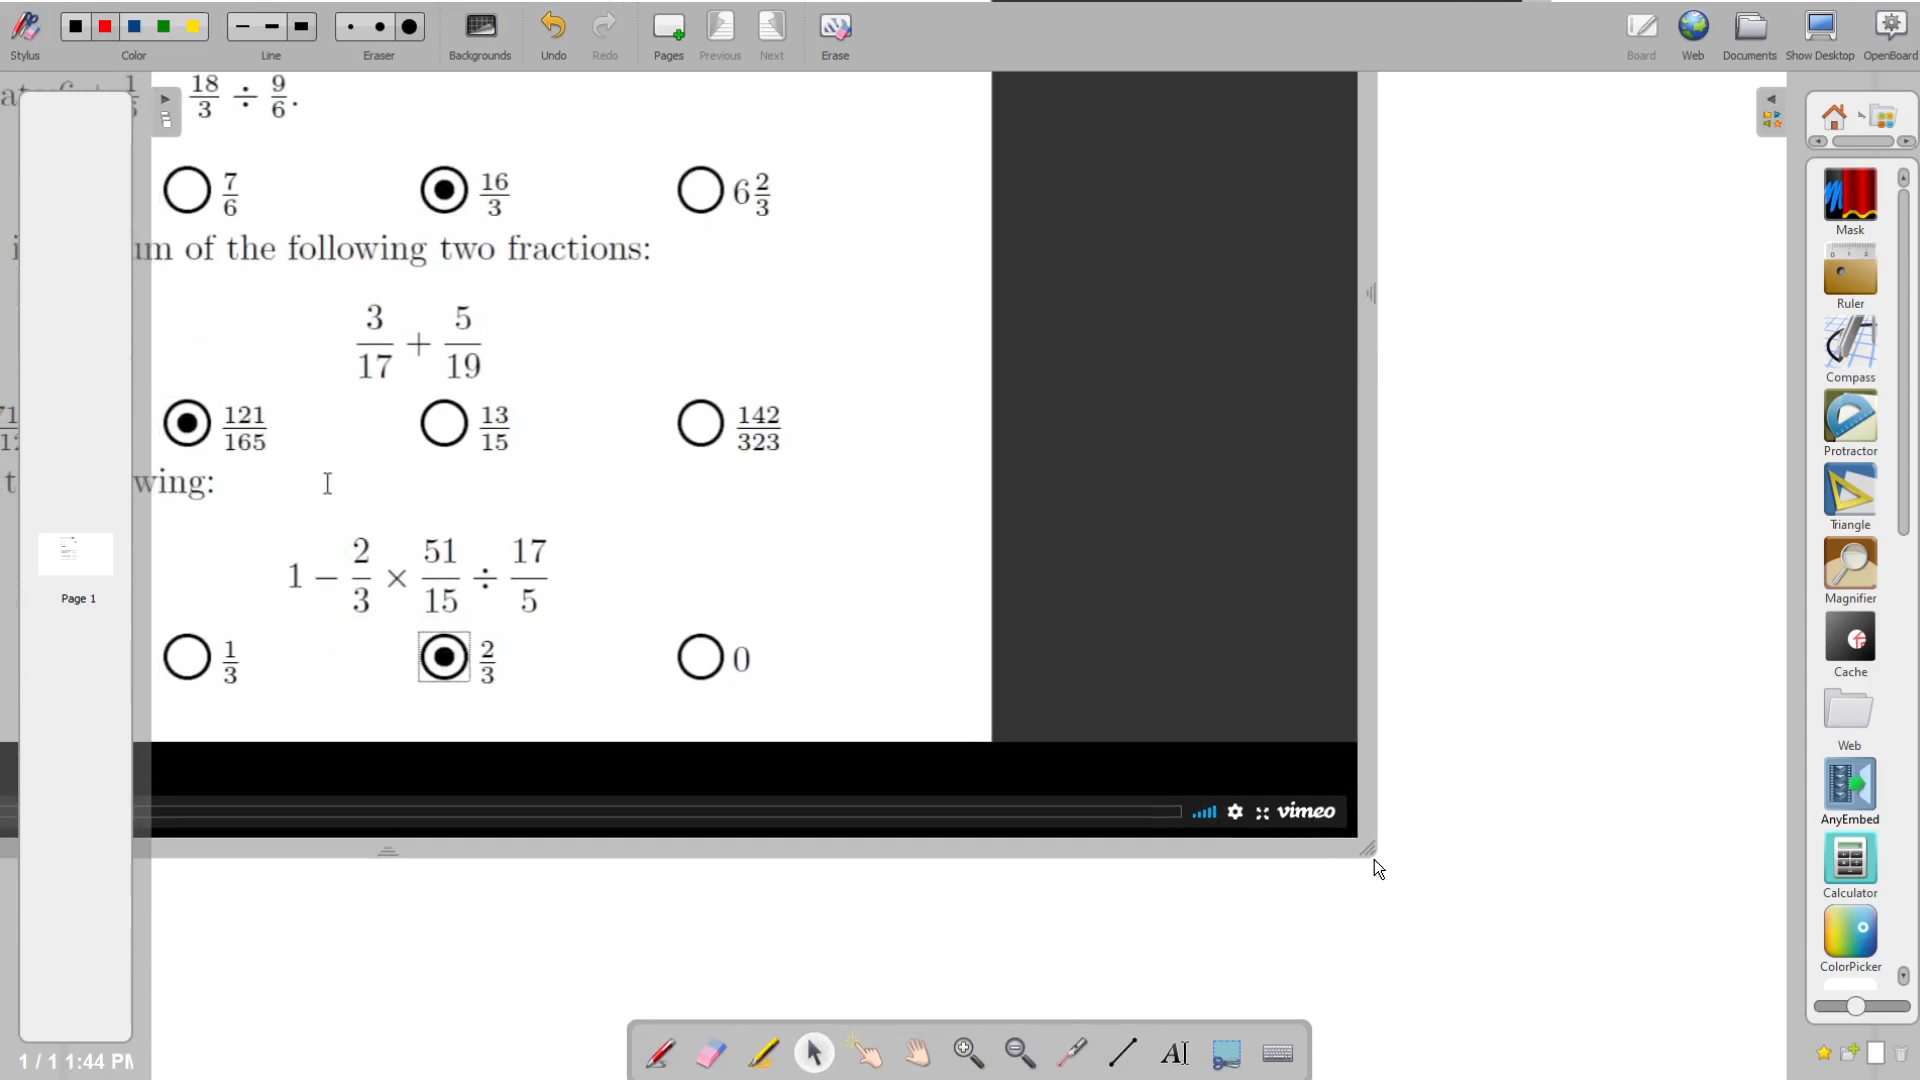 Stylus Color Line Eraser Backgrounds Undo Redo Pages Previous Next Erase Board Web Documents Show Desktop OpenBoard
18/3 ÷ 9/6.
7/6 16/3 6 2/3
um of the following two fractions:
3/17 + 5/19
121/165 13/15 142/323
wing:
1 − 2/3 × 51/15 ÷ 17/5
1/3 2/3 0
vimeo
Page 1
1 / 1 1:44 PM
Mask
Ruler
Compass
Protractor
Triangle
Magnifier
Cache
Web
AnyEmbed
Calculator
ColorPicker